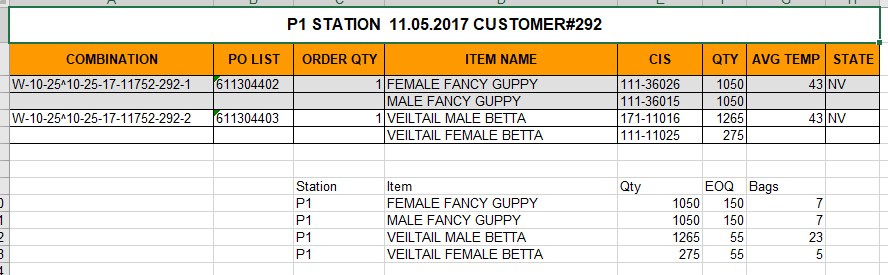 P1 STATION 11.05.2017 CUSTOMER#292
COMBINATION PO LIST ORDER QTY ITEM NAME CIS QTY AVG TEMP STATE
W-10-25^10-25-17-11752-292-1 611304402 1 FEMALE FANCY GUPPY 111-36026 1050 43 NV
MALE FANCY GUPPY 111-36015 1050
W-10-25^10-25-17-11752-292-2 611304403 1 VEILTAIL MALE BETTA 171-11016 1265 43 NV
VEILTAIL FEMALE BETTA 111-11025 275
Station Item Qty EOQ Bags
P1 FEMALE FANCY GUPPY 1050 150 7
P1 MALE FANCY GUPPY 1050 150 7
P1 VEILTAIL MALE BETTA 1265 55 23
P1 VEILTAIL FEMALE BETTA 275 55 5